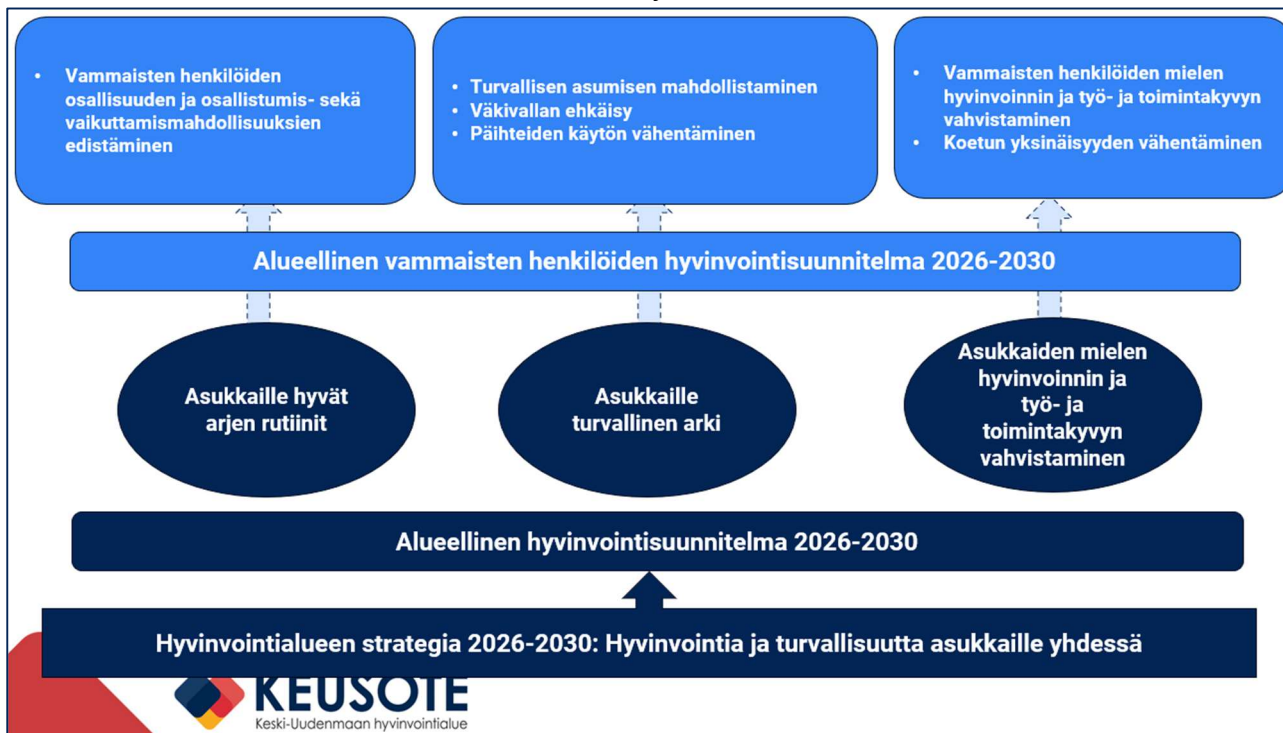 • Vammaisten henkilöiden
osallisuuden ja osallistumis- sekä
vaikuttamismahdollisuuksien
edistäminen
• Turvallisen asumisen mahdollistaminen
• Väkivallan ehkäisy
• Päihteiden käytön vähentäminen
• Vammaisten henkilöiden mielen
hyvinvoinnin ja työ- ja toimintakyvyn
vahvistaminen
• Koetun yksinäisyyden vähentäminen
Alueellinen vammaisten henkilöiden hyvinvointisuunnitelma 2026-2030
Asukkaille hyvät
arjen rutiinit
Asukkaille
turvallinen arki
Asukkaiden mielen
hyvinvoinnin ja
työ- ja
toimintakyvyn
vahvistaminen
Alueellinen hyvinvointisuunnitelma 2026-2030
Hyvinvointialueen strategia 2026-2030: Hyvinvointia ja turvallisuutta asukkaille yhdessä
KEUSOTE
Keski-Uudenmaan hyvinvointialue